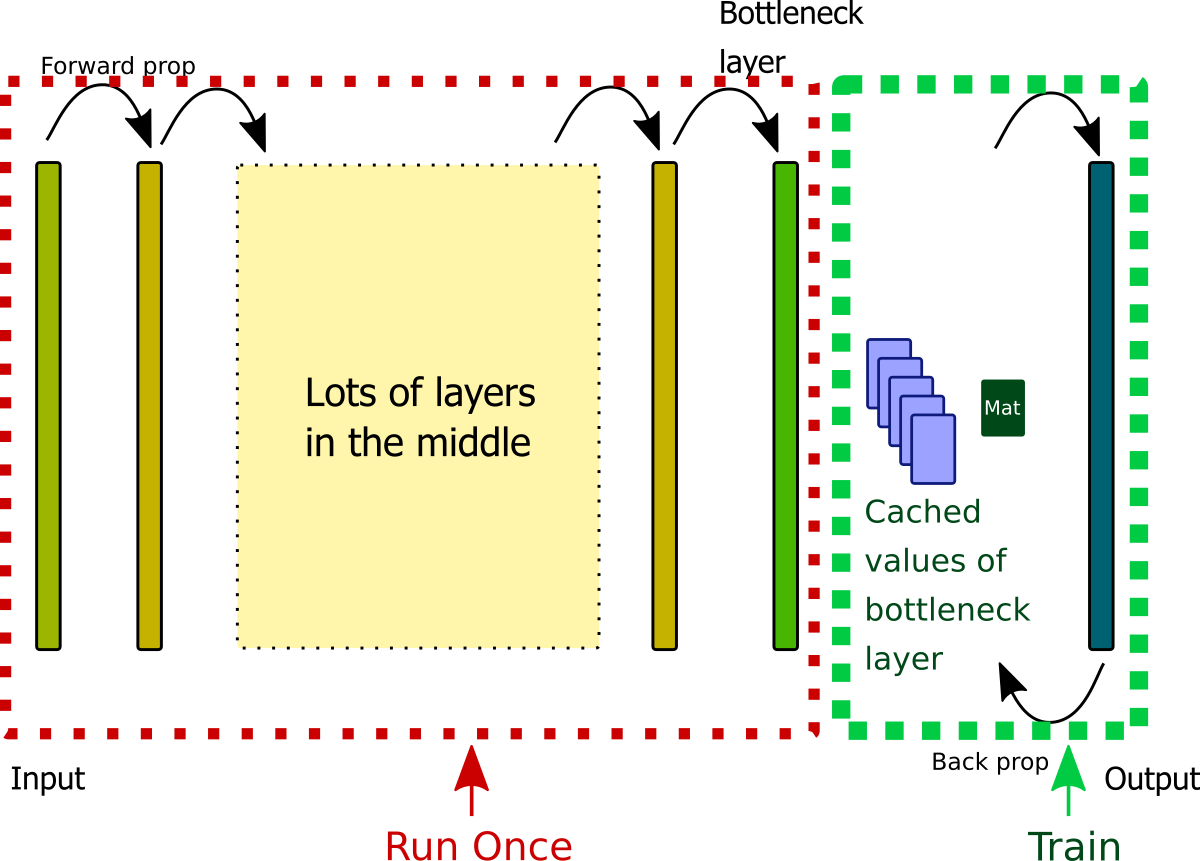 Bottleneck
layer
Forward prop
Lots of layers
in the middle
Mat
Cached
values of
bottleneck
layer
Back prop
Input
Output
Run Once
Train